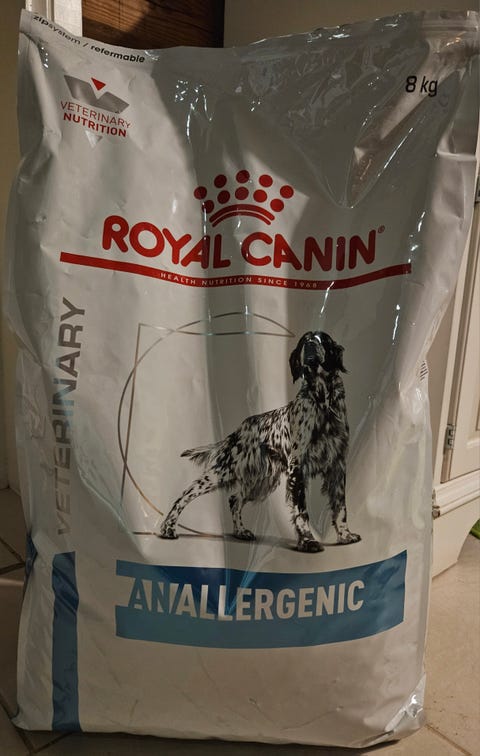 zipsystem / refermable
8 kg
VETERINARY
NUTRITION
ROYAL CANIN®
HEALTH NUTRITION SINCE 1968
VETERINARY
ANALLERGENIC